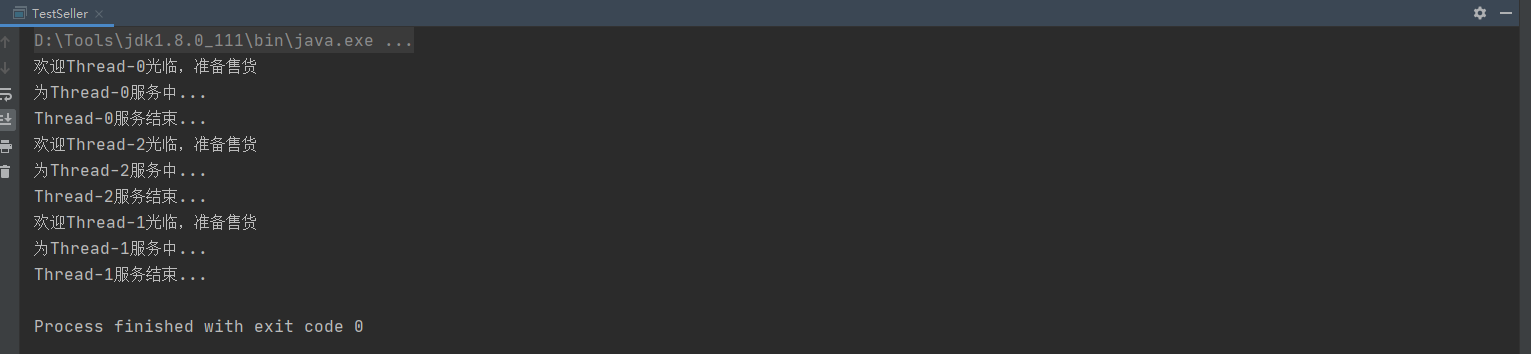 TestSeller
D:\Tools\jdk1.8.0_111\bin\java.exe ...
欢迎Thread-0光临，准备售货
为Thread-0服务中...
Thread-0服务结束...
欢迎Thread-2光临，准备售货
为Thread-2服务中...
Thread-2服务结束...
欢迎Thread-1光临，准备售货
为Thread-1服务中...
Thread-1服务结束...
Process finished with exit code 0